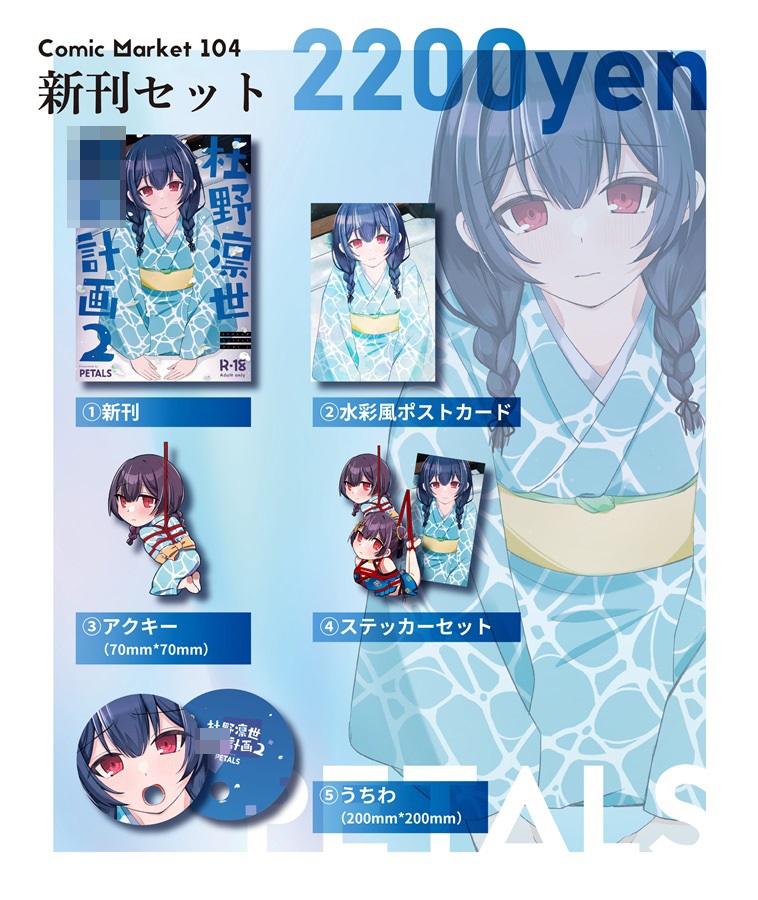 Comic Market 104
新刊セット
2200yen
杜野凛世
計画2
PETALS
R-18
Adult only
①新刊
②水彩風ポストカード
③アクキー
(70mm*70mm)
④ステッカーセット
杜野凛世
計画2
PETALS
⑤うちわ
(200mm*200mm)
PETALS